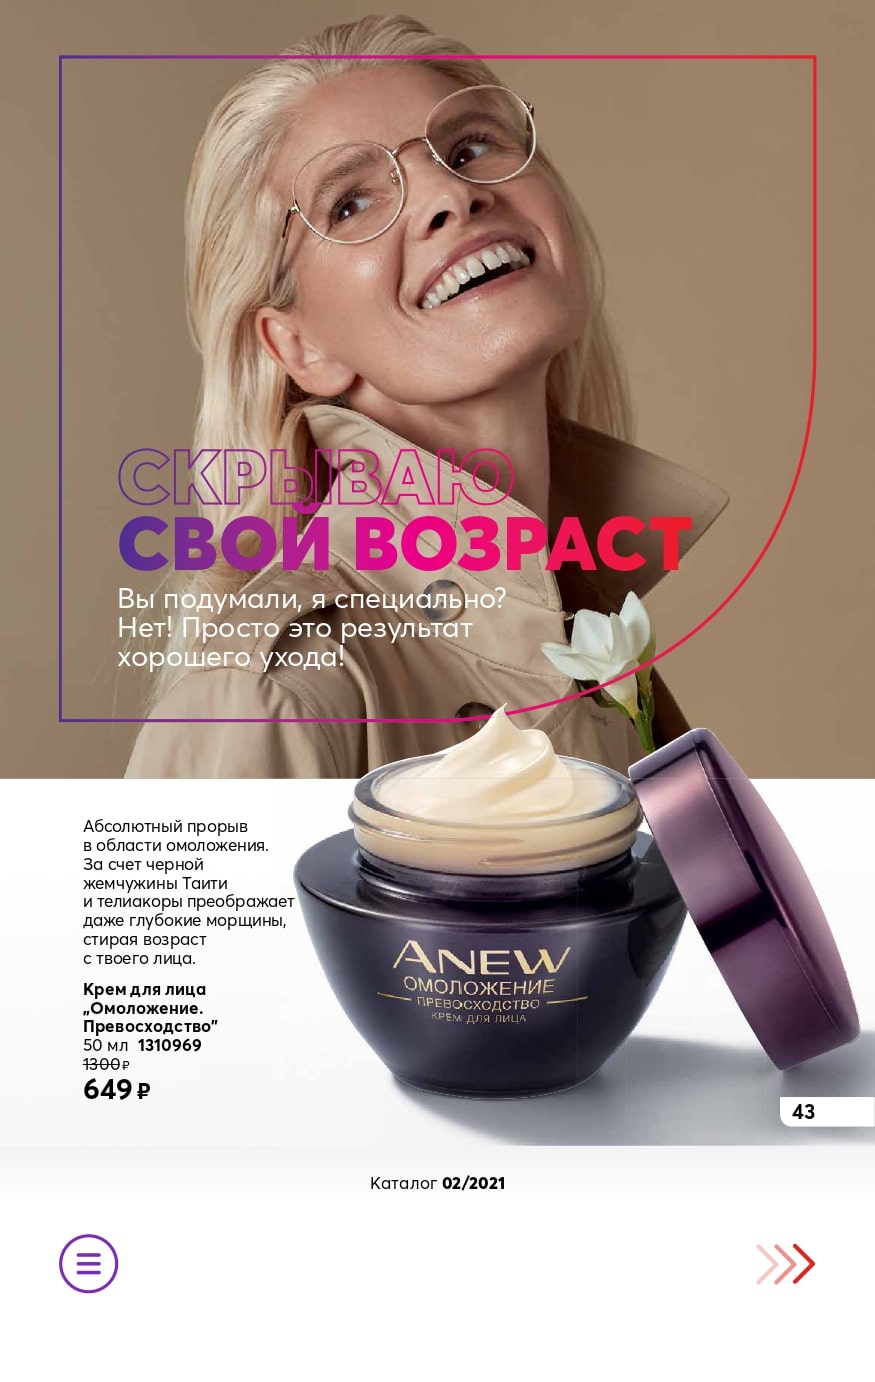 СКРЫВАЮ
СВОЙ ВОЗРАСТ
Вы подумали, я специально?
Нет! Просто это результат
хорошего ухода!
Абсолютный прорыв
в области омоложения.
За счет черной
жемчужины Таити
и телиакоры преображает
даже глубокие морщины,
стирая возраст
с твоего лица.
Крем для лица
„Омоложение.
Превосходство”
50 мл 1310969
1300 ₽
649 ₽
ANEW
ОМОЛОЖЕНИЕ
ПРЕВОСХОДСТВО
КРЕМ ДЛЯ ЛИЦА
43
Каталог 02/2021